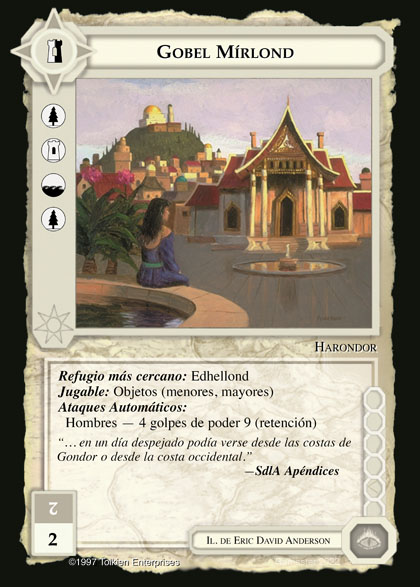 Gobel Mírlond
Harondor
Refugio más cercano: Edhellond
Jugable: Objetos (menores, mayores)
Ataques Automáticos:
Hombres — 4 golpes de poder 9 (retención)
“… en un día despejado podía verse desde las costas de
Gondor o desde la costa occidental.”
—SdlA Apéndices
2
2
Il. de Eric David Anderson
©1997 Tolkien Enterprises